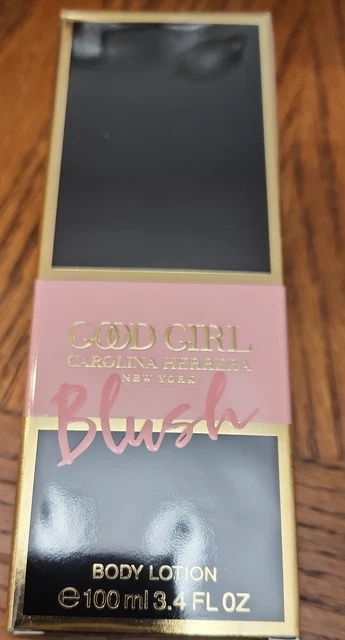 GOOD GIRL
CAROLINA HERRERA
NEW YORK
Blush
BODY LOTION
℮100 ml 3.4 FL OZ